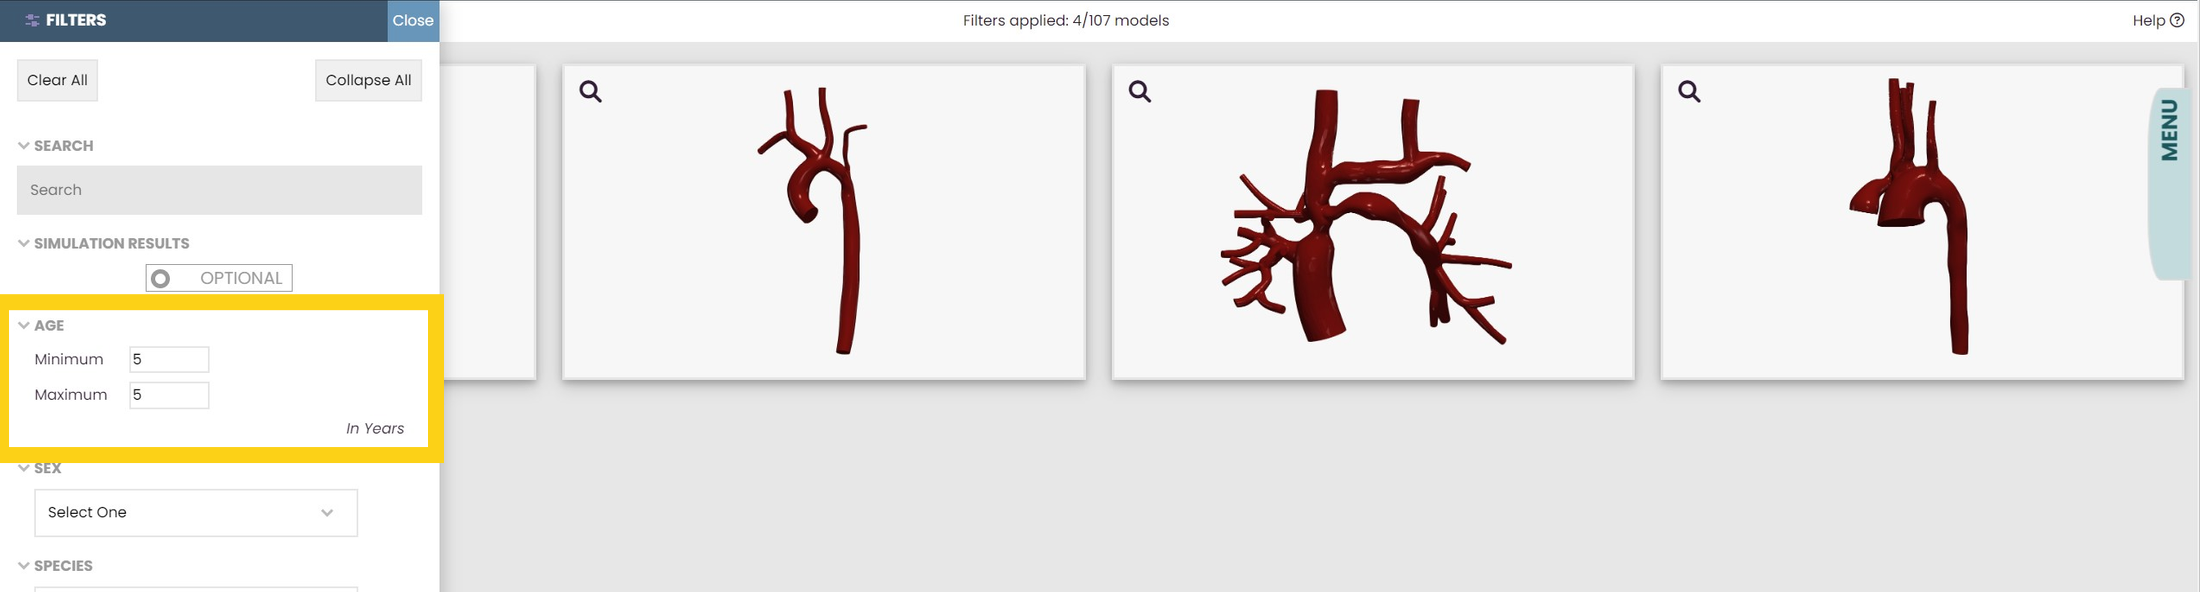 FILTERS
Close
Filters applied: 4/107 models
Help
Clear All
Collapse All
SEARCH
Search
SIMULATION RESULTS
OPTIONAL
AGE
Minimum 5
Maximum 5
In Years
SEX
Select One
SPECIES
MENU